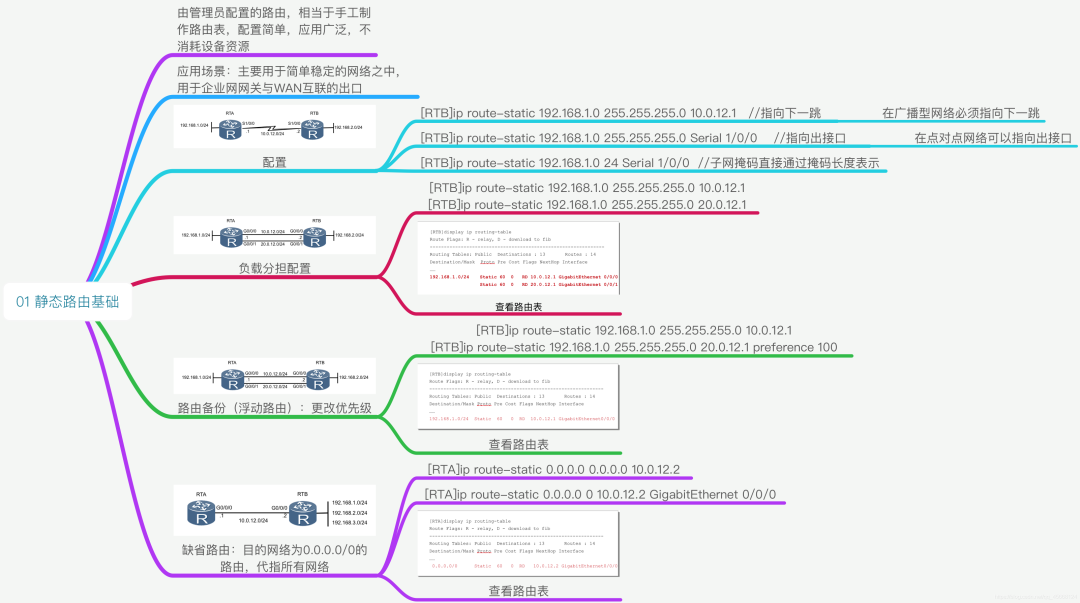 01 静态路由基础
由管理员配置的路由，相当于手工制
作路由表，配置简单，应用广泛，不
消耗设备资源
应用场景：主要用于简单稳定的网络之中，
用于企业网网关与WAN互联的出口
RTA
RTB
192.168.1.0/24
S1/0/0
S1/0/0
192.168.2.0/24
.1
10.0.12.0/24
.2
R
R
配置
[RTB]ip route-static 192.168.1.0 255.255.255.0 10.0.12.1 //指向下一跳
在广播型网络必须指向下一跳
[RTB]ip route-static 192.168.1.0 255.255.255.0 Serial 1/0/0 //指向出接口
在点对点网络可以指向出接口
[RTB]ip route-static 192.168.1.0 24 Serial 1/0/0 //子网掩码直接通过掩码长度表示
RTA
RTB
192.168.1.0/24
G0/0/0
10.0.12.0/24
G0/0/0
192.168.2.0/24
.1
.2
G0/0/1
20.0.12.0/24
G0/0/1
R
R
负载分担配置
[RTB]ip route-static 192.168.1.0 255.255.255.0 10.0.12.1
[RTB]ip route-static 192.168.1.0 255.255.255.0 20.0.12.1
[RTB]display ip routing-table
Route Flags: R - relay, D - download to fib
Routing Tables: Public Destinations : 13 Routes : 14
Destination/Mask Proto Pre Cost Flags NextHop Interface
......
192.168.1.0/24 Static 60 0 RD 10.0.12.1 GigabitEthernet 0/0/0
Static 60 0 RD 20.0.12.1 GigabitEthernet 0/0/1
查看路由表
RTA
RTB
192.168.1.0/24
G0/0/0
10.0.12.0/24
G0/0/0
192.168.2.0/24
.1
.2
G0/0/1
20.0.12.0/24
G0/0/1
R
R
路由备份（浮动路由）：更改优先级
[RTB]ip route-static 192.168.1.0 255.255.255.0 10.0.12.1
[RTB]ip route-static 192.168.1.0 255.255.255.0 20.0.12.1 preference 100
[RTB]display ip routing-table
Route Flags: R - relay, D - download to fib
Routing Tables: Public Destinations : 13 Routes : 14
Destination/Mask Proto Pre Cost Flags NextHop Interface
......
192.168.1.0/24 Static 60 0 RD 10.0.12.1 GigabitEthernet0/0/0
查看路由表
RTA
RTB
G0/0/0
G0/0/0
192.168.1.0/24
.1
.2
192.168.2.0/24
10.0.12.0/24
192.168.3.0/24
R
R
缺省路由：目的网络为0.0.0.0/0的
路由，代指所有网络
[RTA]ip route-static 0.0.0.0 0.0.0.0 10.0.12.2
[RTA]ip route-static 0.0.0.0 0 10.0.12.2 GigabitEthernet 0/0/0
[RTA]display ip routing-table
Route Flags: R - relay, D - download to fib
Routing Tables: Public Destinations : 13 Routes : 14
Destination/Mask Proto Pre Cost Flags NextHop Interface
......
0.0.0.0/0 Static 60 0 RD 10.0.12.2 GigabitEthernet0/0/0
查看路由表